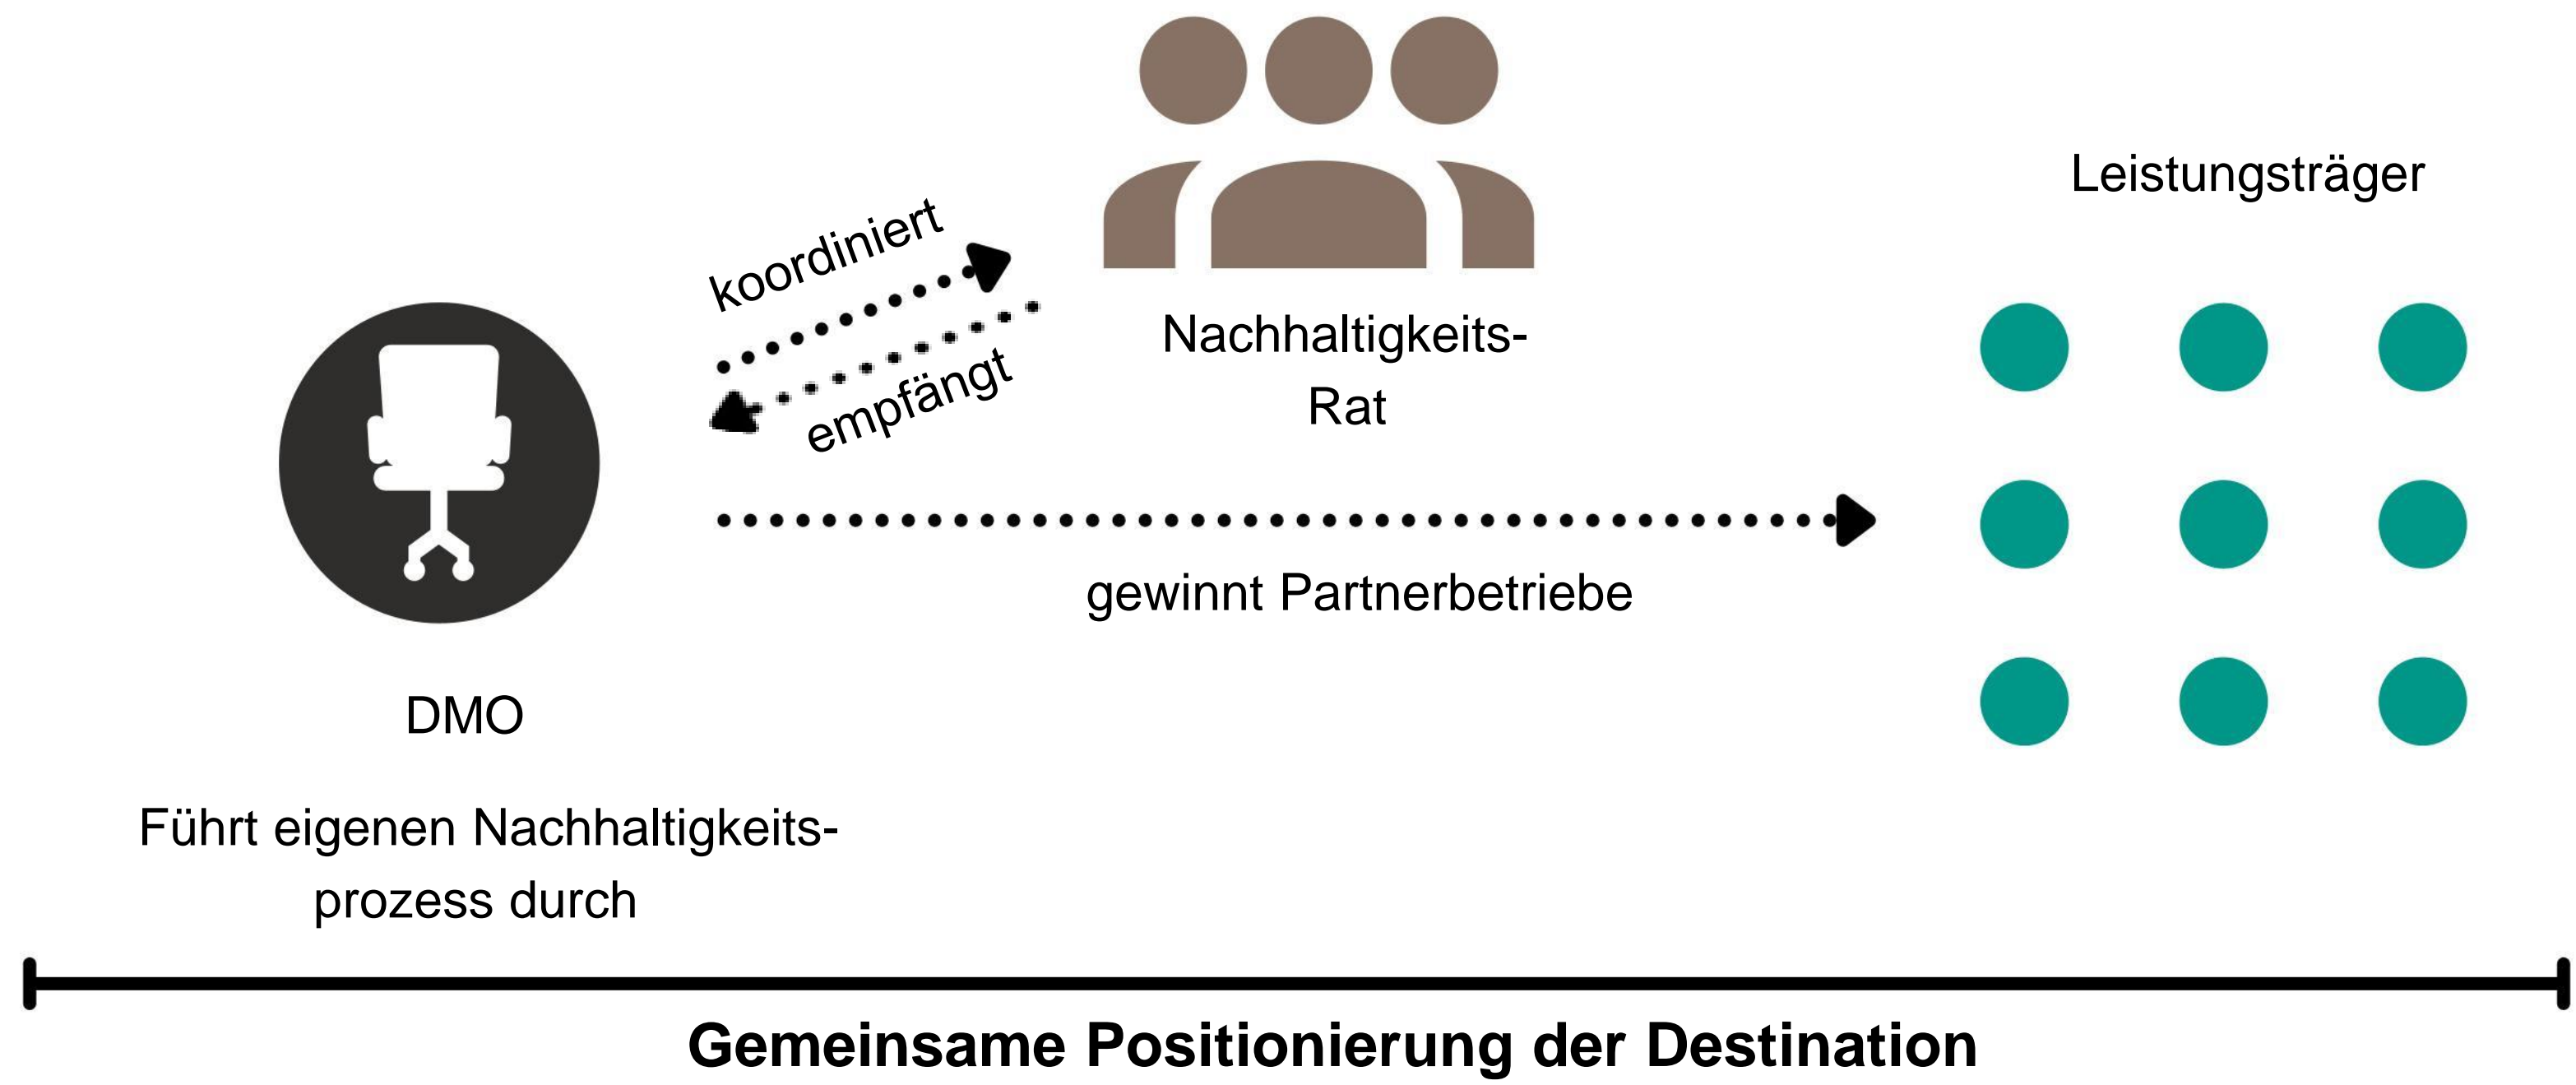 koordiniert
empfängt
Nachhaltigkeits-
Rat
Leistungsträger
gewinnt Partnerbetriebe
DMO
Führt eigenen Nachhaltigkeits-
prozess durch
Gemeinsame Positionierung der Destination